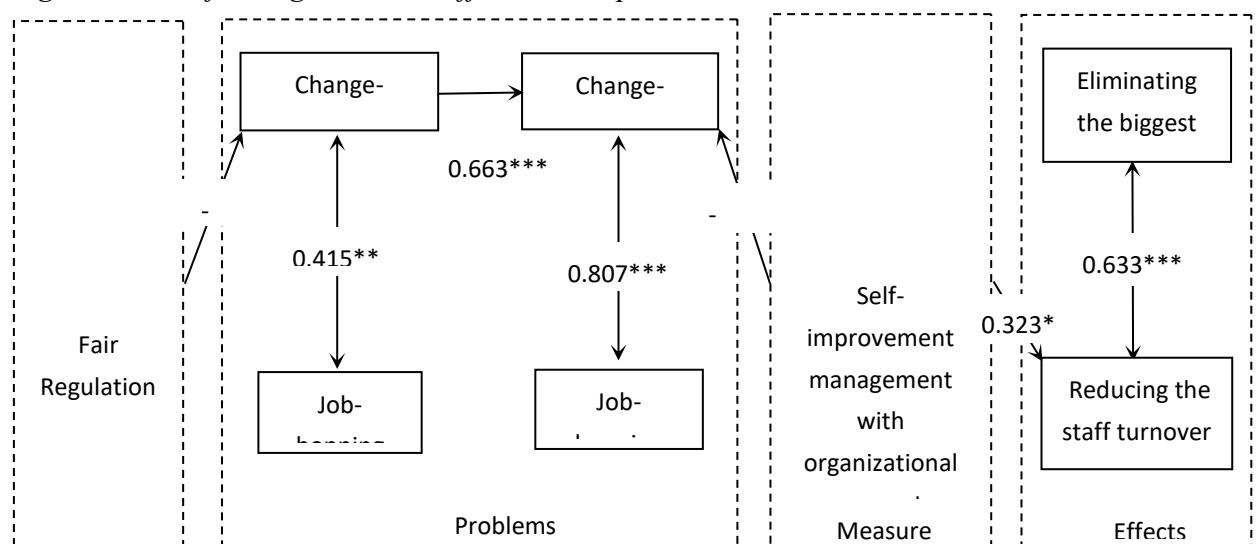 Change-
Change-
Eliminating
the biggest
0.663***
-
-
0.415**
0.807***
0.633***
Self-
improvement
management
with
organizational
0.323*
Fair
Regulation
Job-
Job-
Reducing the
staff turnover
Problems
Measure
Effects